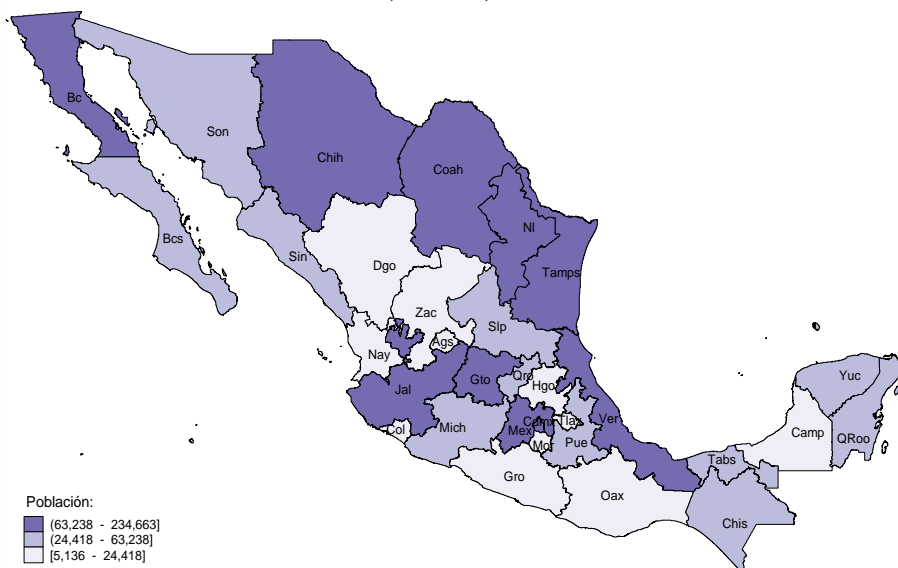 Bc
Son
Chih
Coah
Nl
Bcs
Sin
Dgo
Tamps
Zac
Slp
Ags
Nay
Qro
Yuc
Jal
Gto
Hgo
Col
Mich
Mex
Cdmx
Tlax
Ver
Camp
QRoo
Mor
Pue
Tabs
Gro
Oax
Chis
Población:
(63,238 - 234,663]
(24,418 - 63,238]
[5,136 - 24,418]